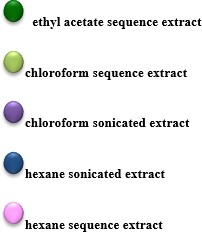 ethyl acetate sequence extract
chloroform sequence extract
chloroform sonicated extract
hexane sonicated extract
hexane sequence extract